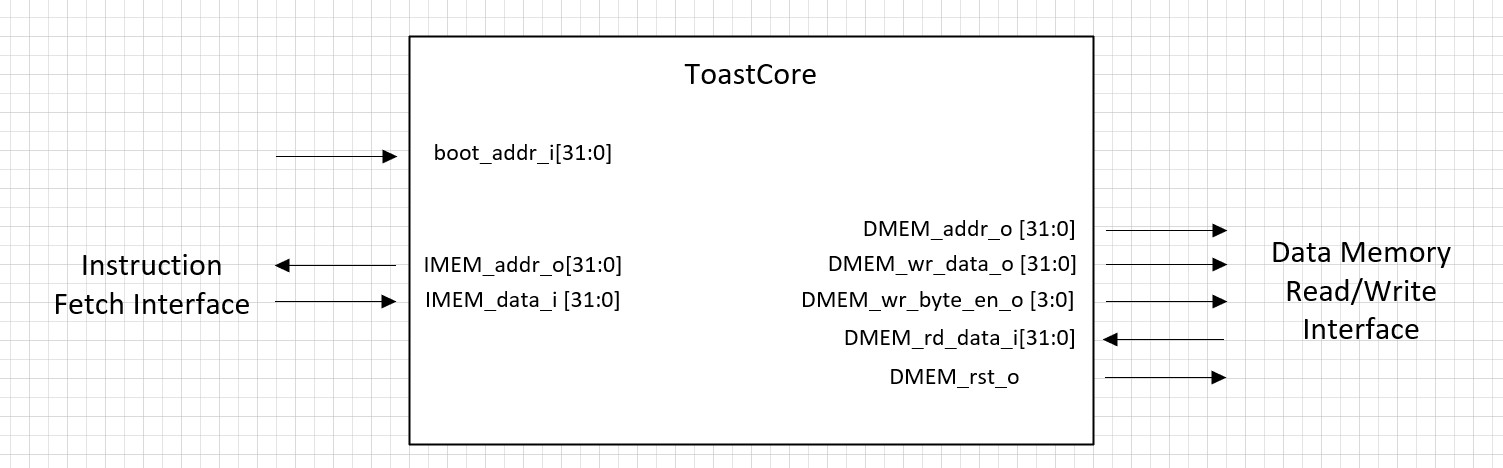 ToastCore
boot_addr_i[31:0]
Instruction
Fetch Interface
IMEM_addr_o[31:0]
IMEM_data_i [31:0]
DMEM_addr_o [31:0]
DMEM_wr_data_o [31:0]
DMEM_wr_byte_en_o [3:0]
DMEM_rd_data_i[31:0]
DMEM_rst_o
Data Memory
Read/Write
Interface